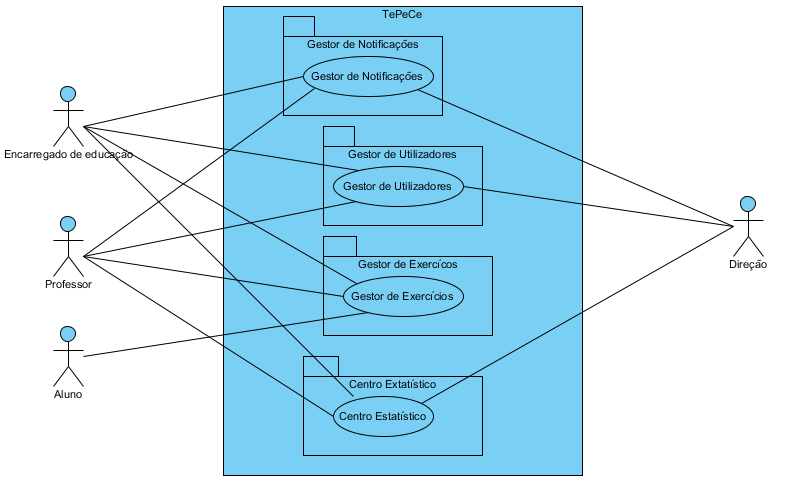 TePeCe
Gestor de Notificações
Gestor de Notificações
Encarregado de educação
Gestor de Utilizadores
Gestor de Utilizadores
Professor
Direção
Gestor de Exercícos
Gestor de Exercícios
Aluno
Centro Extatístico
Centro Estatístico